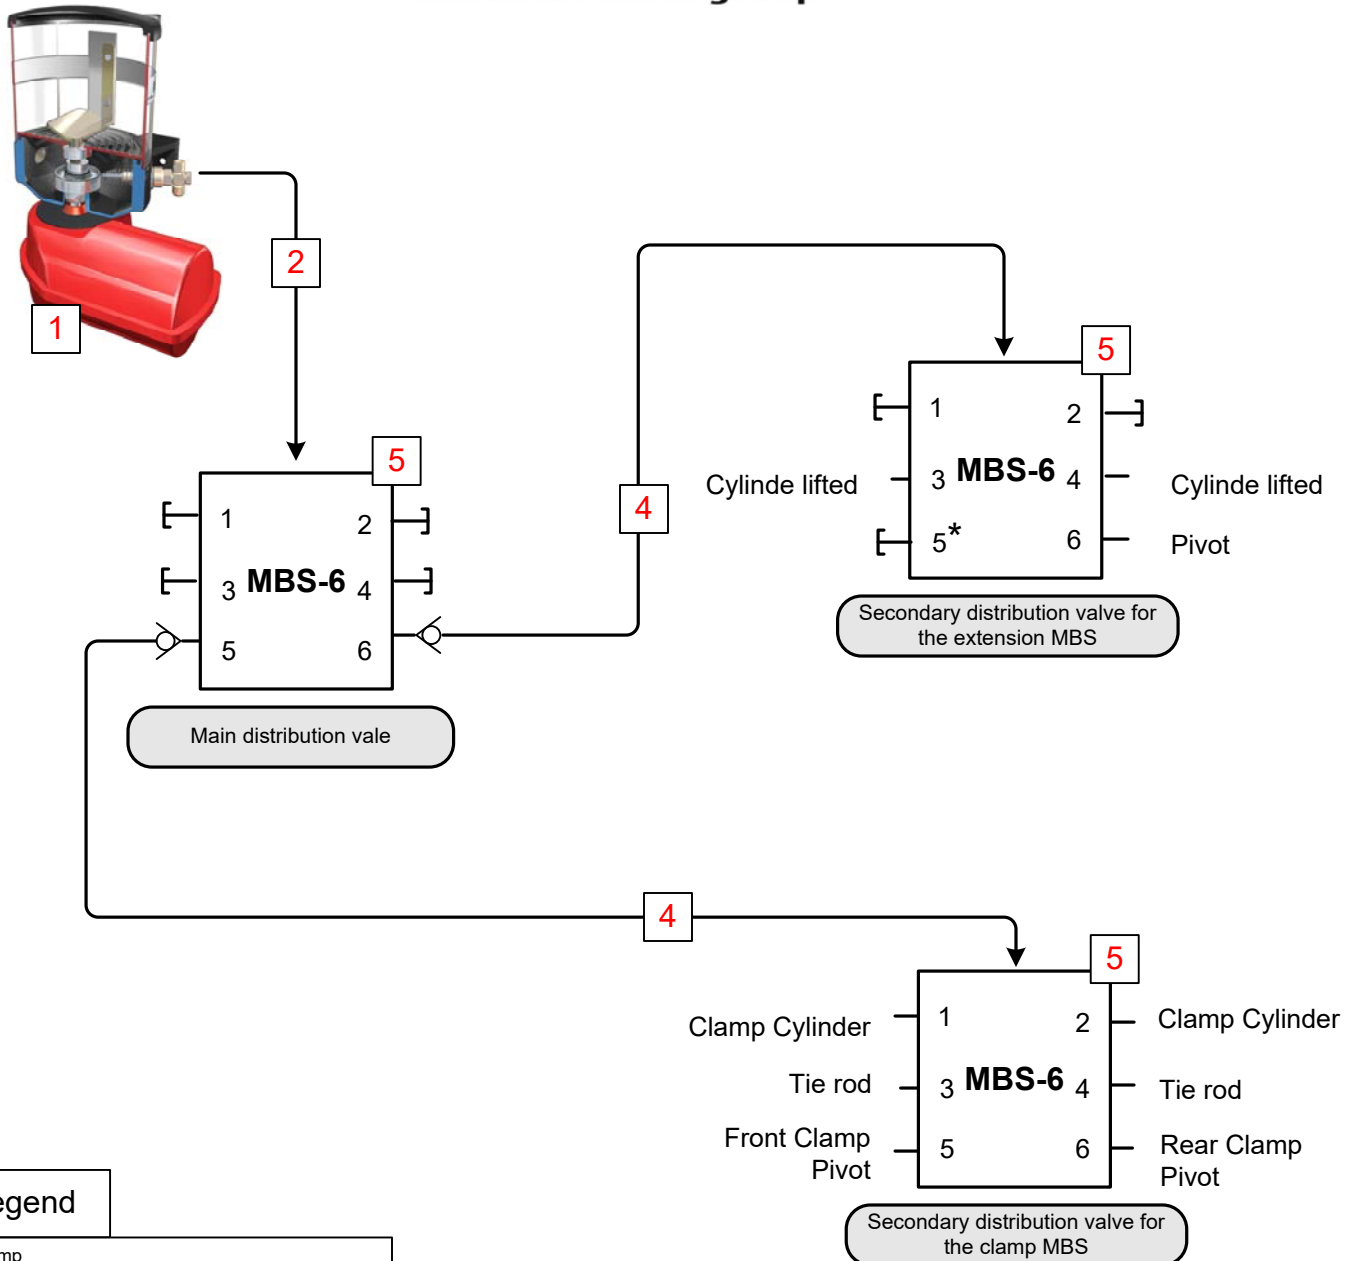 2
1
5
1
2
MBS-6
3
4
5
6
Main distribution vale
4
5
1
2
Cylinde lifted
3
MBS-6
4
Cylinde lifted
5*
6
Pivot
Secondary distribution valve for
the extension MBS
4
5
Clamp Cylinder
1
2
Clamp Cylinder
Tie rod
3
MBS-6
4
Tie rod
Front Clamp
Pivot
5
6
Rear Clamp
Pivot
Secondary distribution valve for
the clamp MBS
egend
mp